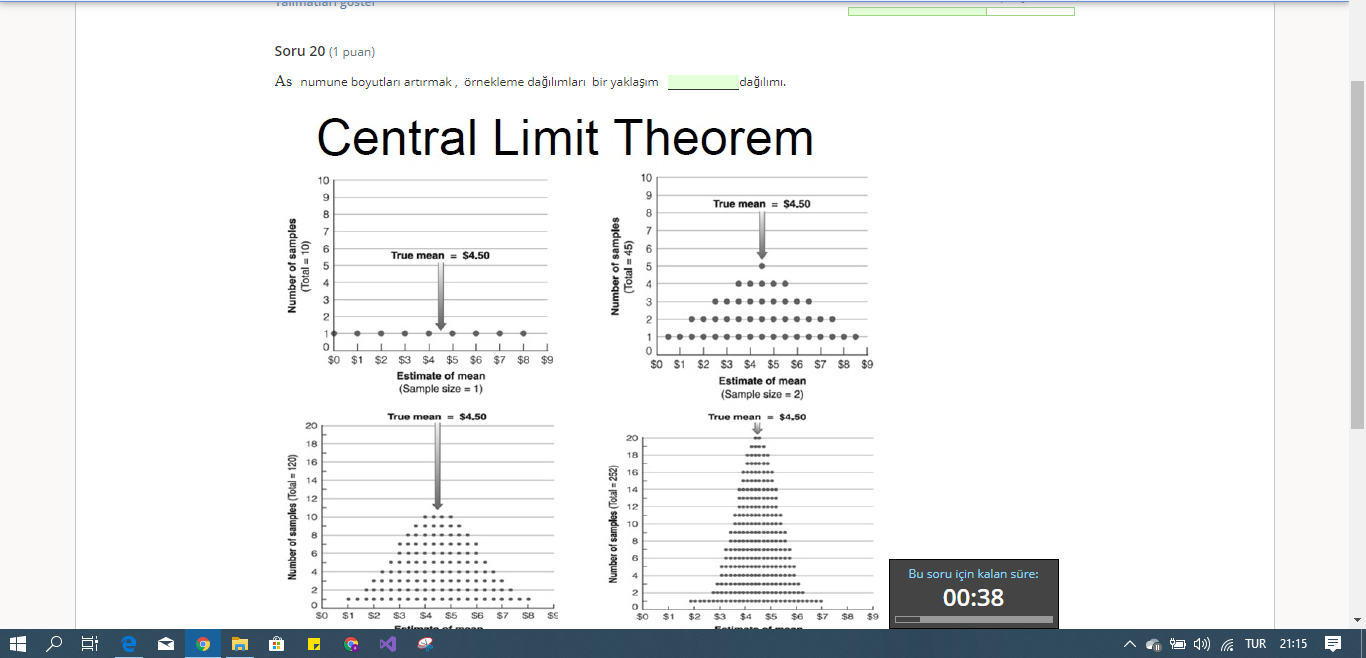 Talimatları göster
Soru 20 (1 puan)
As numune boyutları artırmak , örnekleme dağılımları bir yaklaşım dağılımı.
Central Limit Theorem
10
9
8
7
6
5
4
3
2
1
0
Number of samples
(Total = 10)
True mean = $4.50
$0 $1 $2 $3 $4 $5 $6 $7 $8 $9
Estimate of mean
(Sample size = 1)
10
9
8
7
6
5
4
3
2
1
0
Number of samples
(Total = 45)
True mean = $4.50
$0 $1 $2 $3 $4 $5 $6 $7 $8 $9
Estimate of mean
(Sample size = 2)
True mean = $4.50
20
18
16
14
12
10
8
6
4
2
0
Number of samples (Total = 120)
$0 $1 $2 $3 $4 $5 $6 $7 $8 $9
Estimate of mean
True mean = $4.50
20
18
16
14
12
10
8
6
4
2
0
Number of samples (Total = 252)
$0 $1 $2 $3 $4 $5 $6 $7 $8 $9
Estimate of mean
Bu soru için kalan süre:
00:38
TUR 21:15